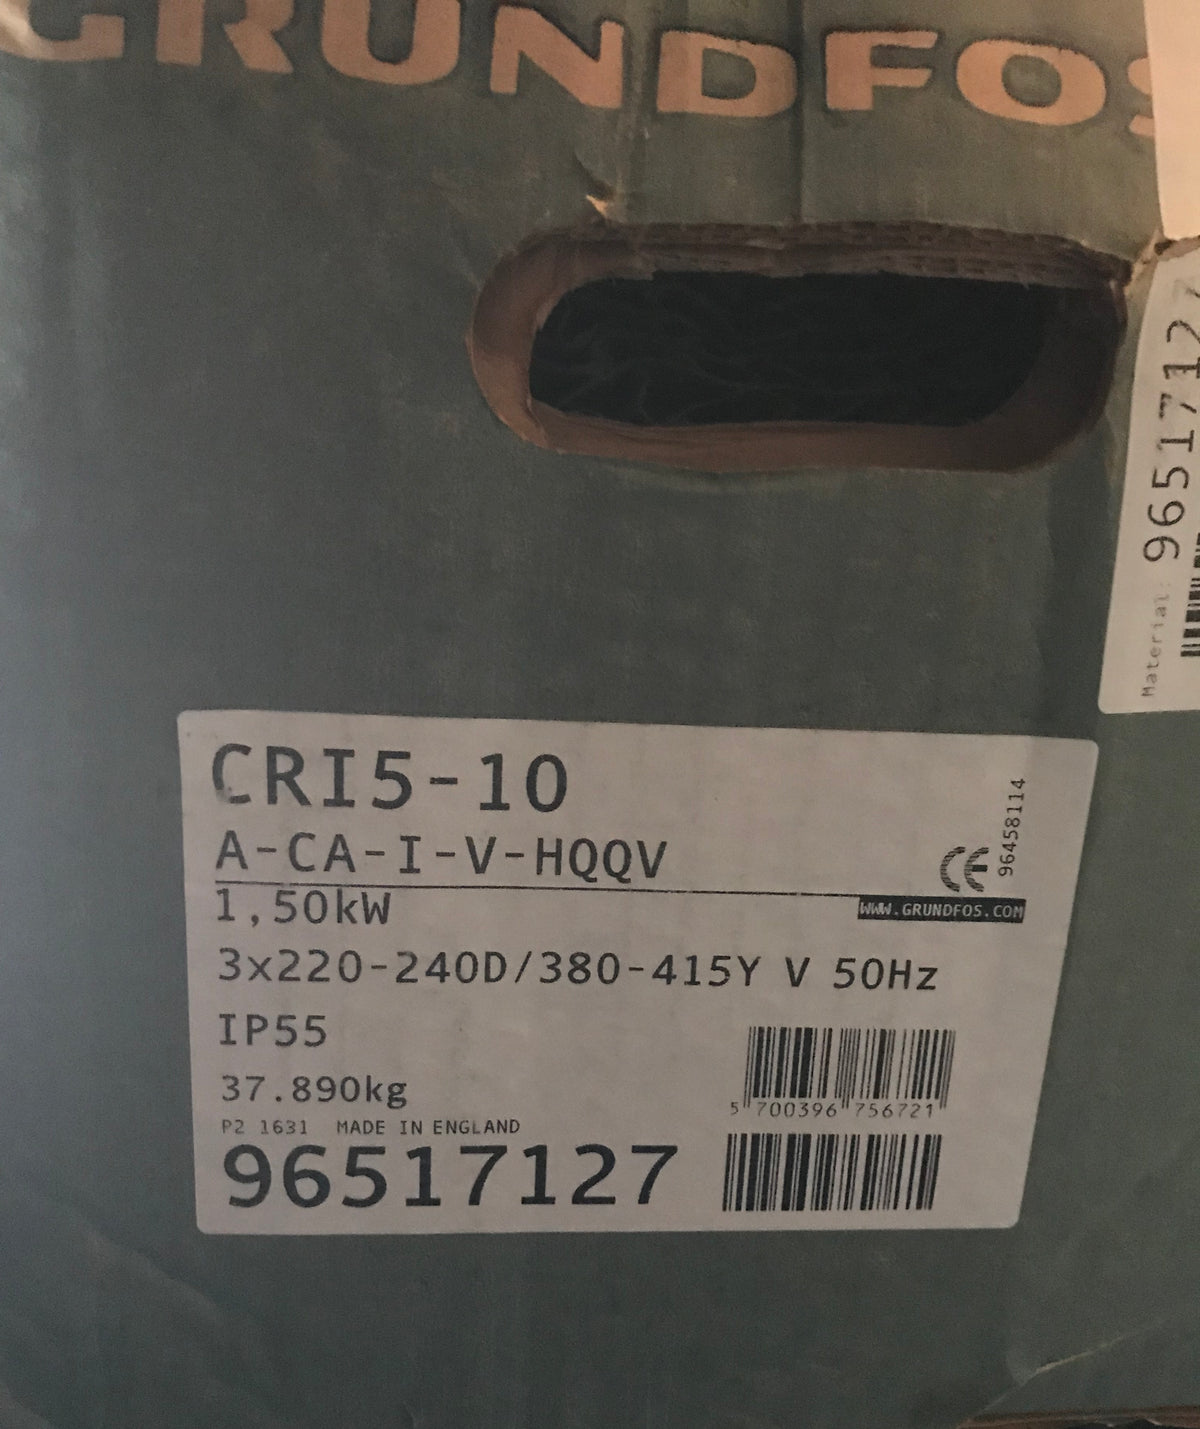 GRUNDFOS
Material: 96517127
CRI5-10
A-CA-I-V-HQQV
96458114
1,50kW
WWW.GRUNDFOS.COM
3x220-240D/380-415Y V 50Hz
IP55
37.890kg
5 700396 756721
P2 1631 MADE IN ENGLAND
96517127